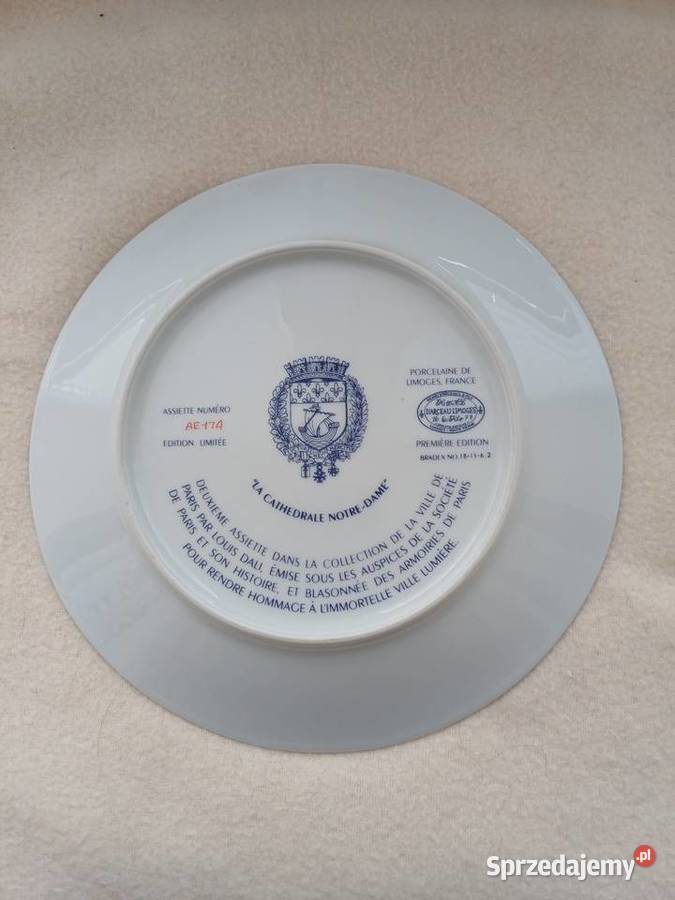 PORCELAINE DE
LIMOGES, FRANCE
ASSIETTE NUMÉRO
AE-174
EDITION LIMITÉE
D'ARCEAU-LIMOGES
PREMIÈRE EDITION
BRADEX NO. 18-15-6.2
"LA CATHEDRALE NOTRE-DAME"
DEUXIEME ASSIETTE DANS LA COLLECTION DE LA VILLE DE
PARIS PAR LOUIS DALI, ÉMISE SOUS LES AUSPICES DE LA SOCIÉTÉ
DE PARIS ET SON HISTOIRE, ET BLASONNÉE DES ARMOIRIES DE PARIS
POUR RENDRE HOMMAGE À L'IMMORTELLE VILLE LUMIÈRE.
Sprzedajemy.pl